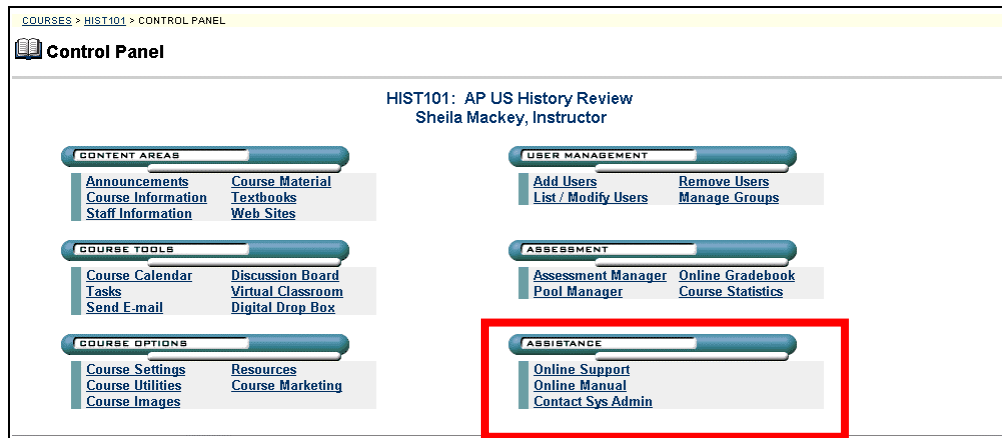 COURSES > HIST101 > CONTROL PANEL
Control Panel
HIST101: AP US History Review
Sheila Mackey, Instructor
CONTENT AREAS
Announcements Course Material
Course Information Textbooks
Staff Information Web Sites
USER MANAGEMENT
Add Users Remove Users
List / Modify Users Manage Groups
COURSE TOOLS
Course Calendar Discussion Board
Tasks Virtual Classroom
Send E-mail Digital Drop Box
ASSESSMENT
Assessment Manager Online Gradebook
Pool Manager Course Statistics
COURSE OPTIONS
Course Settings Resources
Course Utilities Course Marketing
Course Images
ASSISTANCE
Online Support
Online Manual
Contact Sys Admin